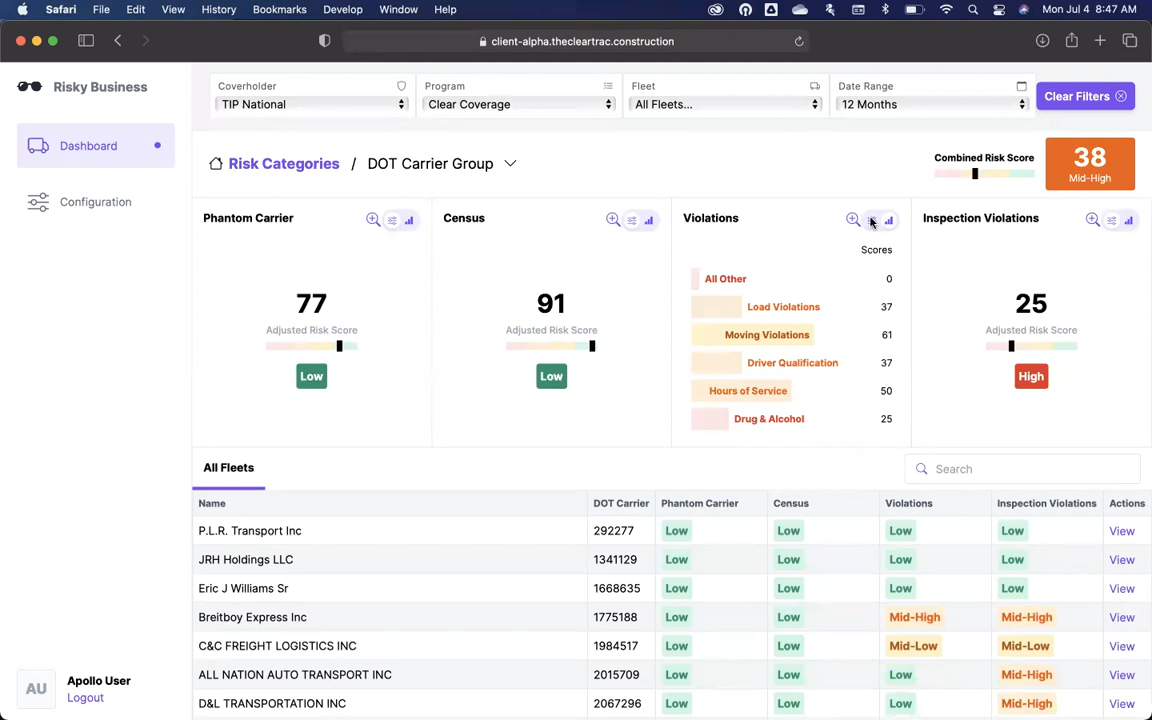 Safari File Edit View History Bookmarks Develop Window Help Mon Jul 4 8:47 AM
client-alpha.thecleartrac.construction
Risky Business
Coverholder Program Fleet Date Range
TIP National Clear Coverage All Fleets... 12 Months Clear Filters
Dashboard
Configuration
Risk Categories / DOT Carrier Group
Combined Risk Score
38
Mid-High
Phantom Carrier Census Violations Inspection Violations
77
Adjusted Risk Score
Low
91
Adjusted Risk Score
Low
Scores
All Other 0
Load Violations 37
Moving Violations 61
Driver Qualification 37
Hours of Service 50
Drug & Alcohol 25
25
Adjusted Risk Score
High
All Fleets Search
Name DOT Carrier Phantom Carrier Census Violations Inspection Violations Actions
P.L.R. Transport Inc 292277 Low Low Low Low View
JRH Holdings LLC 1341129 Low Low Low Low View
Eric J Williams Sr 1668635 Low Low Low Low View
Breitboy Express Inc 1775188 Low Low Mid-High Mid-High View
C&C FREIGHT LOGISTICS INC 1984517 Low Low Mid-Low Mid-Low View
ALL NATION AUTO TRANSPORT INC 2015709 Low Low Low Mid-High View
D&L TRANSPORTATION INC 2067296 Low Low Low Mid-High View
AU
Apollo User
Logout